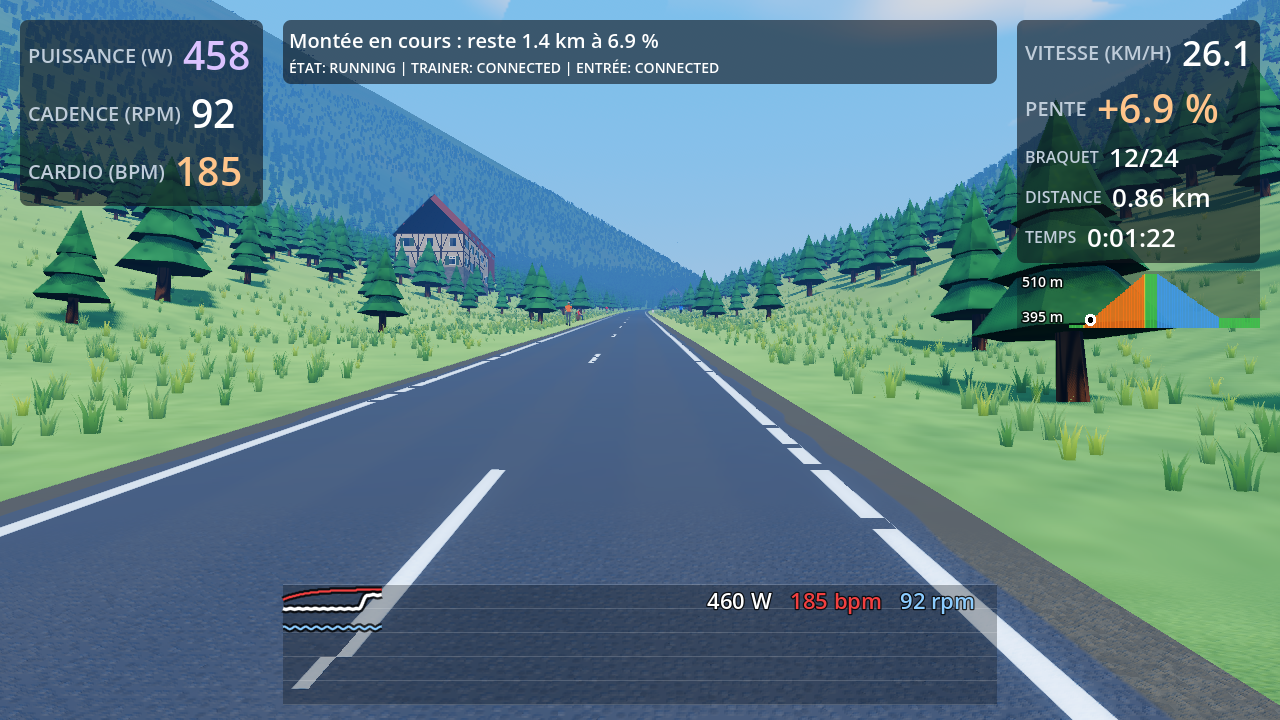 PUISSANCE (W) 458
CADENCE (RPM) 92
CARDIO (BPM) 185
Montée en cours : reste 1.4 km à 6.9 %
ÉTAT: RUNNING | TRAINER: CONNECTED | ENTRÉE: CONNECTED
VITESSE (KM/H) 26.1
PENTE +6.9 %
BRAQUET 12/24
DISTANCE 0.86 km
TEMPS 0:01:22
510 m
395 m
460 W 185 bpm 92 rpm